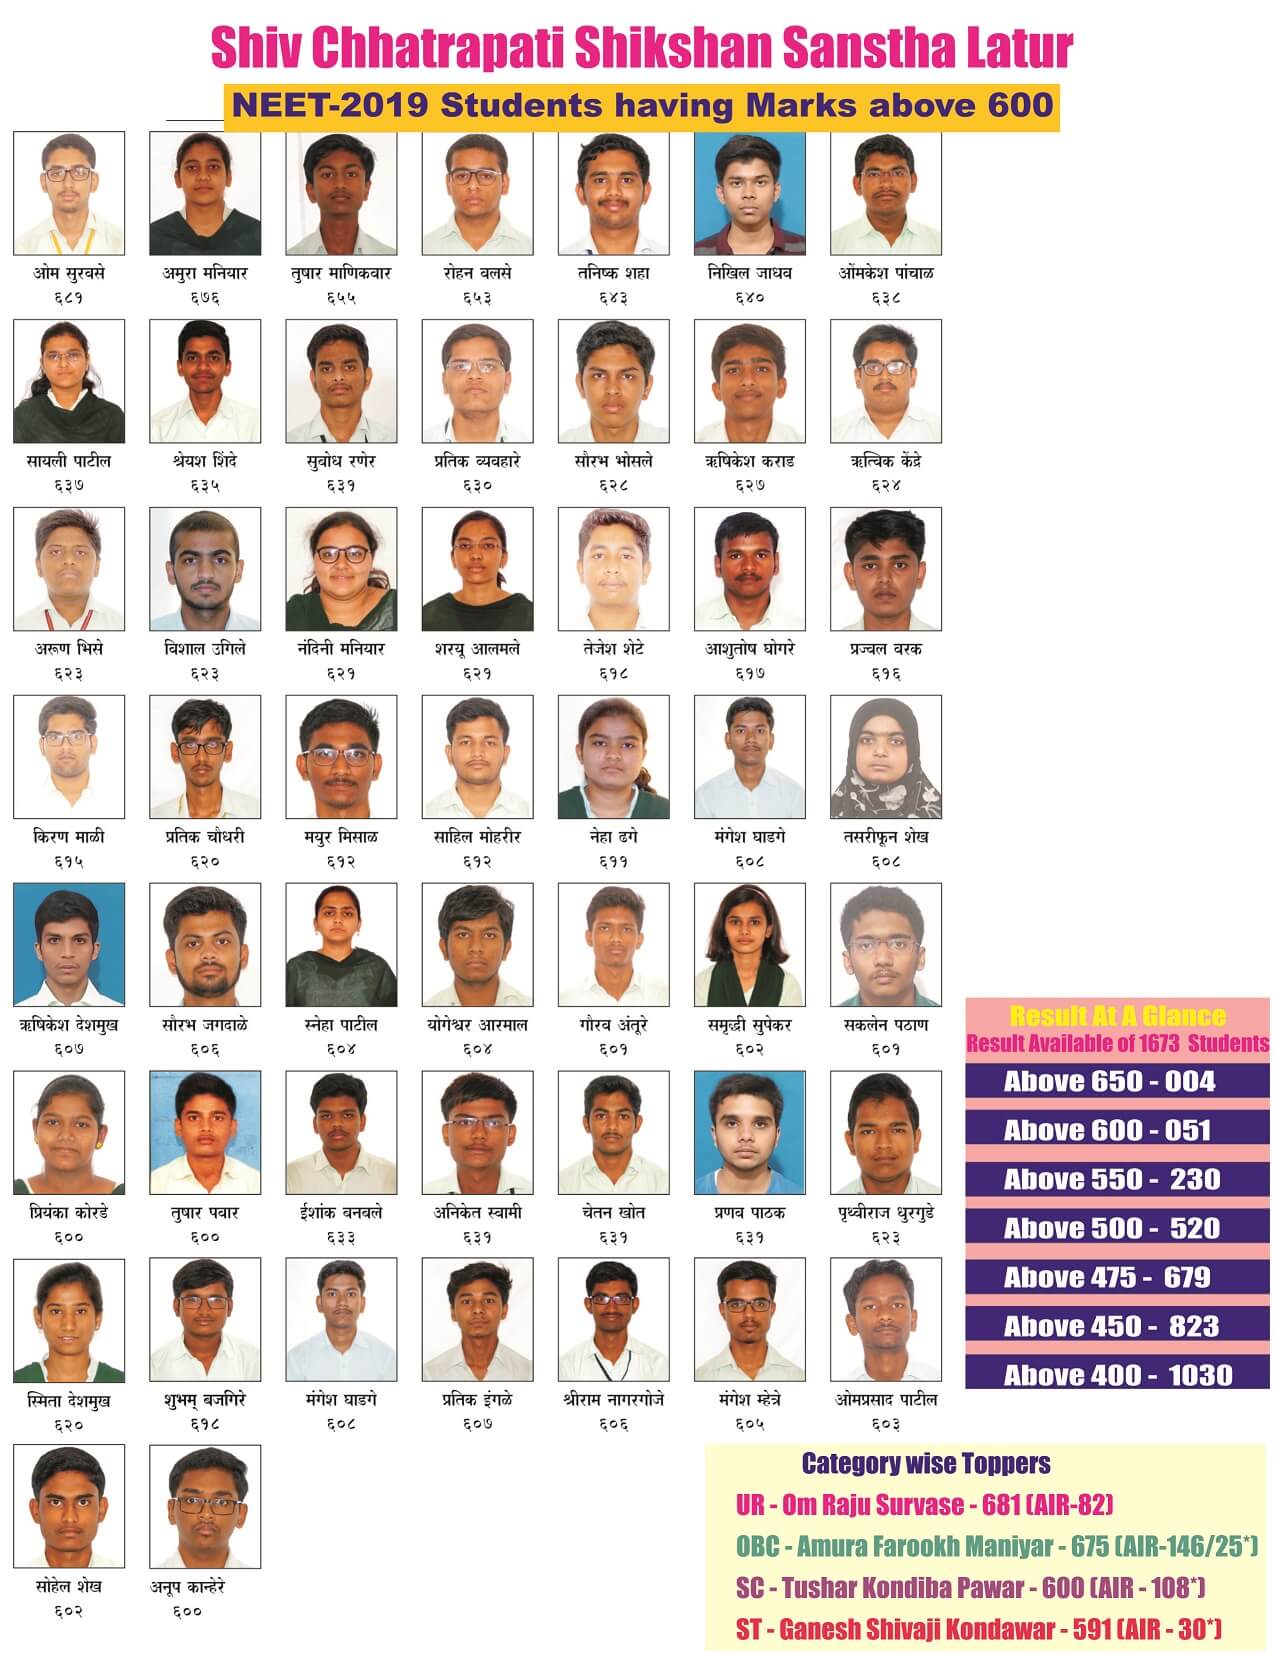 Shiv Chhatrapati Shikshan Sanstha Latur
NEET-2019 Students having Marks above 600
ओम सुरवसे अमुरा मनियार तुषार माणिकवार रोहन वलसे तनिष्क शहा निखिल जाधव ओंमकेश पांचाळ
६८१ ६७६ ६५५ ६५३ ६४३ ६४० ६३८
सायली पाटील श्रेयश शिंदे सुबोध रणेर प्रतिक व्यवहारे सौरभ भोसले ऋषिकेश कराड ऋत्विक केंद्रे
६३७ ६३५ ६३१ ६३० ६२८ ६२७ ६२४
अरूण भिसे विशाल उगिले नंदिनी मनियार शरयू आलमले तेजेश शेटे आशुतोष घोगरे प्रज्वल वरक
६२३ ६२३ ६२१ ६२१ ६१८ ६१७ ६१६
किरण माळी प्रतिक चौधरी मयुर मिसाळ साहिल मोहरीर नेहा ढगे मंगेश घाडगे तसरीफून शेख
६१५ ६२० ६१२ ६१२ ६११ ६०८ ६०८
ऋषिकेश देशमुख सौरभ जगदाळे स्नेहा पाटील योगेश्वर आरमाल गौरव अंतूरे समृद्धी सुपेकर सकलेन पठाण
६०७ ६०६ ६०४ ६०४ ६०१ ६०२ ६०१
प्रियंका कोरडे तुषार पवार ईशांक बनबले अनिकेत स्वामी चेतन खोत प्रणव पाठक पृथ्वीराज धुरगुडे
६०० ६०० ६३३ ६३१ ६३१ ६३१ ६२३
स्मिता देशमुख शुभम् बजगिरे मंगेश घाडगे प्रतिक इंगळे श्रीराम नागरगोजे मंगेश म्हेत्रे ओमप्रसाद पाटील
६२० ६१८ ६०८ ६०७ ६०६ ६०५ ६०३
सोहेल शेख अनूप कान्हेरे
६०२ ६००
Result At A Glance
Result Available of 1673 Students
Above 650 - 004
Above 600 - 051
Above 550 - 230
Above 500 - 520
Above 475 - 679
Above 450 - 823
Above 400 - 1030
Category wise Toppers
UR - Om Raju Survase - 681 (AIR-82)
OBC - Amura Farookh Maniyar - 675 (AIR-146/25*)
SC - Tushar Kondiba Pawar - 600 (AIR - 108*)
ST - Ganesh Shivaji Kondawar - 591 (AIR - 30*)